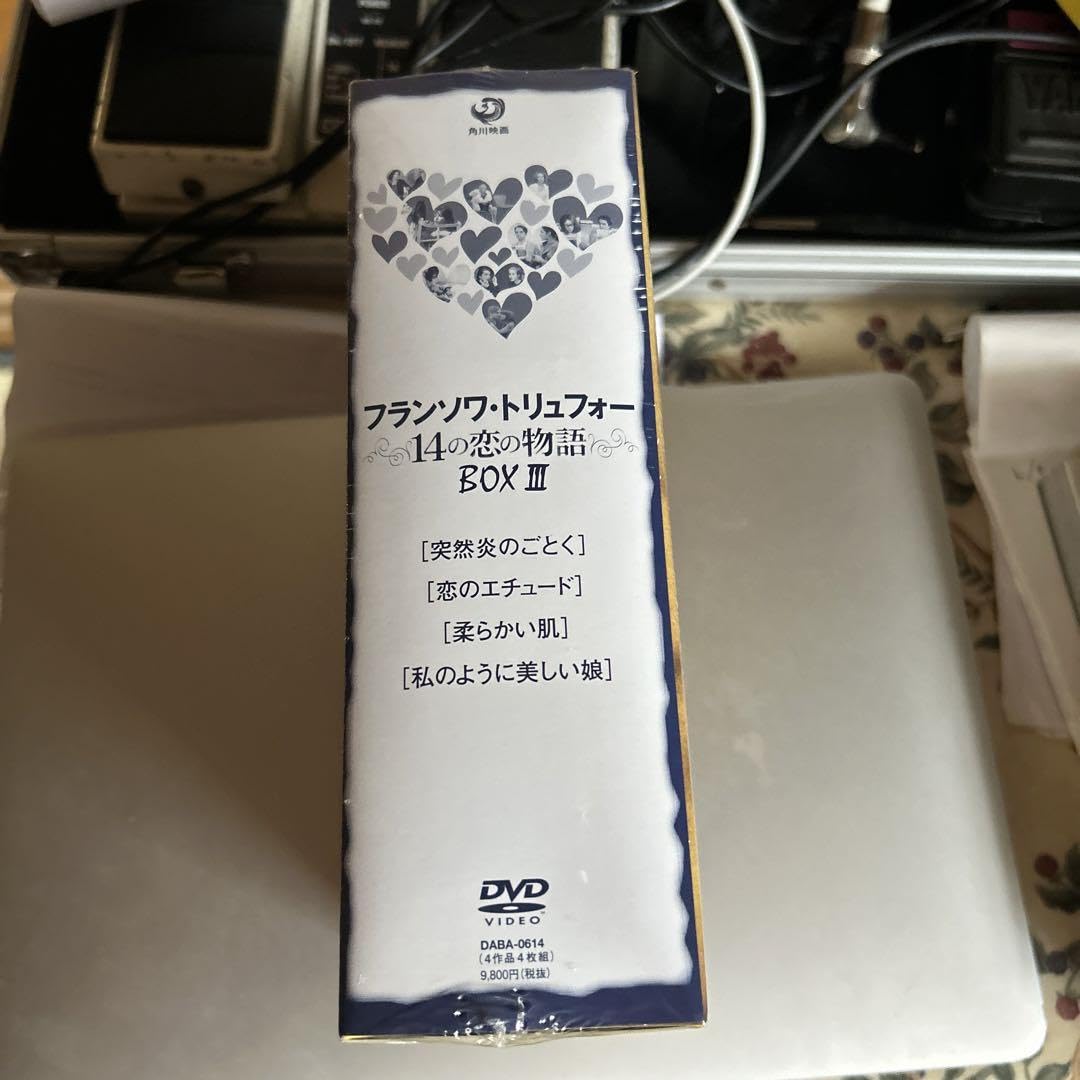 角川映画
フランソワ・トリュフォー
14の恋の物語
BOX III
[突然炎のごとく]
[恋のエチュード]
[柔らかい肌]
[私のように美しい娘]
DVD
VIDEO
DABA-0614
(4作品4枚組)
9,800円(税抜)